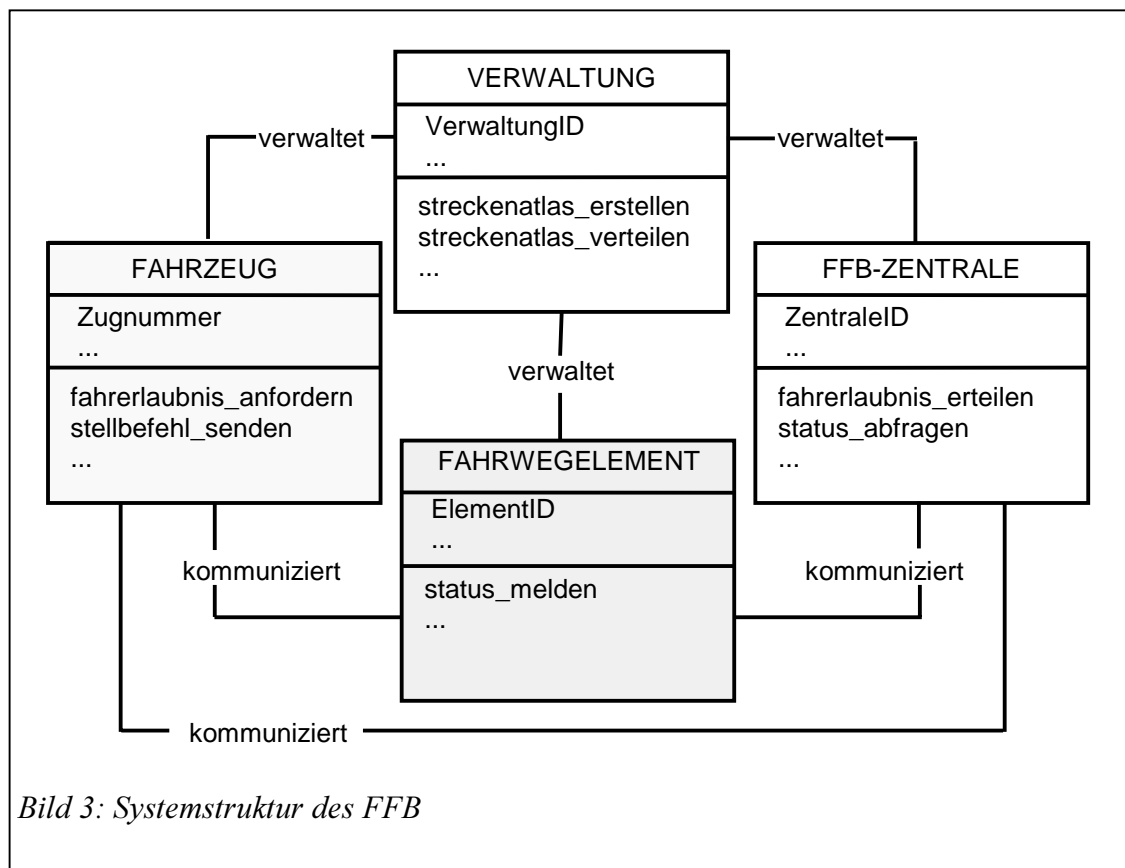 VERWALTUNG
VerwaltungID
...
streckenatlas_erstellen
streckenatlas_verteilen
...
verwaltet
verwaltet
FAHRZEUG
Zugnummer
...
fahrerlaubnis_anfordern
stellbefehl_senden
...
FFB-ZENTRALE
ZentraleID
...
fahrerlaubnis_erteilen
status_abfragen
...
verwaltet
FAHRWEGELEMENT
ElementID
...
status_melden
...
kommuniziert
kommuniziert
kommuniziert
Bild 3: Systemstruktur des FFB